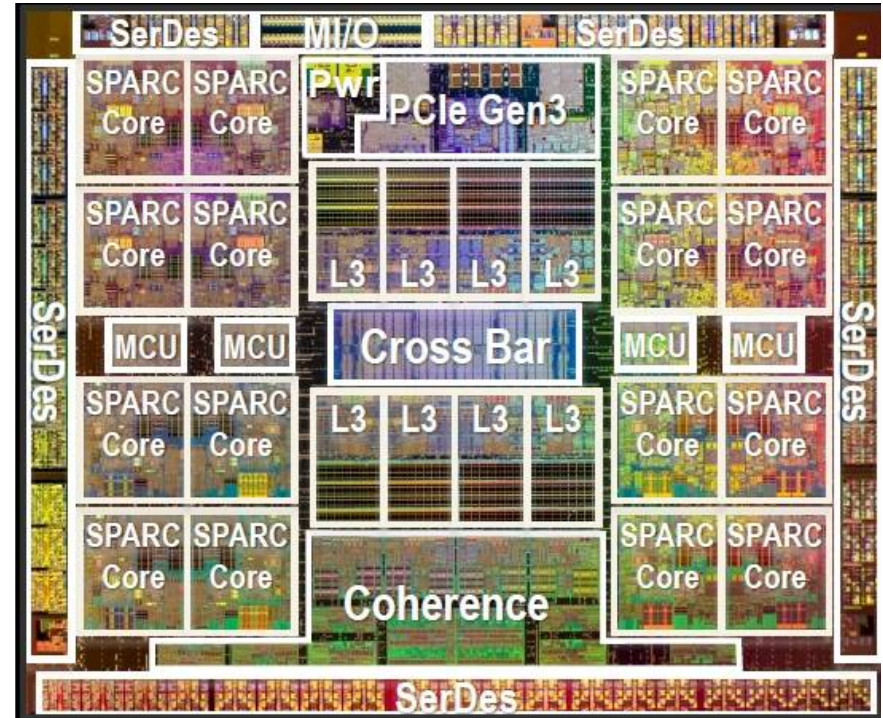 SerDes MI/O SerDes
SPARC Core SPARC Core Pwr PCIe Gen3 SPARC Core SPARC Core
SPARC Core SPARC Core L3 L3 L3 L3 SPARC Core SPARC Core
SerDes MCU MCU Cross Bar MCU MCU SerDes
SPARC Core SPARC Core L3 L3 L3 L3 SPARC Core SPARC Core
SPARC Core SPARC Core Coherence SPARC Core SPARC Core
SerDes